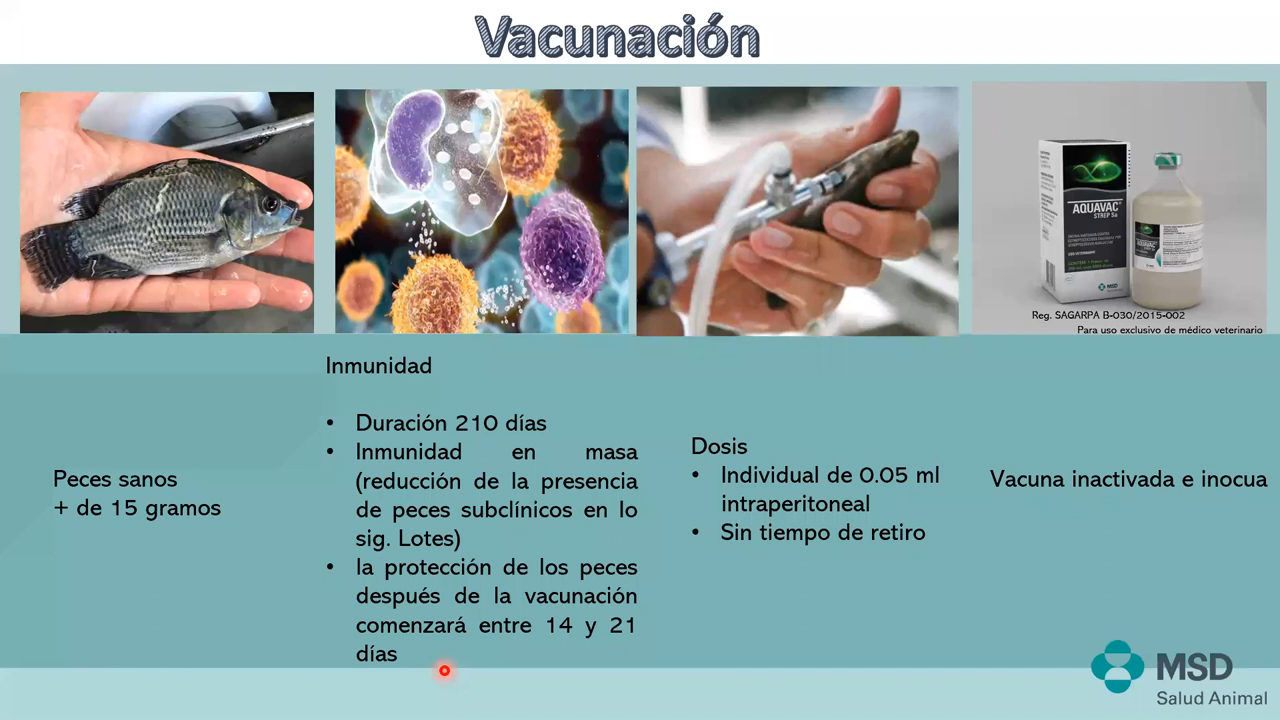 Vacunación
AQUAVAC
STREP Sa
MSD
AQUAVAC
Reg. SAGARPA B-030/2015-002
Para uso exclusivo de médico veterinario
Peces sanos
+ de 15 gramos
Inmunidad
• Duración 210 días
• Inmunidad en masa
(reducción de la presencia
de peces subclínicos en lo
sig. Lotes)
• la protección de los peces
después de la vacunación
comenzará entre 14 y 21
días
Dosis
• Individual de 0.05 ml
intraperitoneal
• Sin tiempo de retiro
Vacuna inactivada e inocua
MSD
Salud Animal